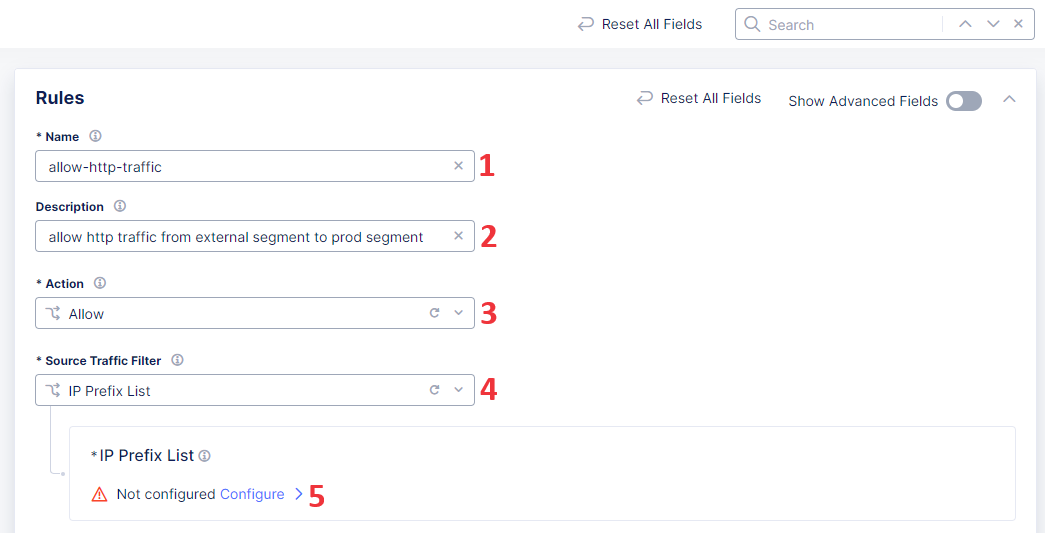 Reset All Fields
Search
Rules
Reset All Fields
Show Advanced Fields
* Name
allow-http-traffic
1
Description
allow http traffic from external segment to prod segment
2
* Action
Allow
3
* Source Traffic Filter
IP Prefix List
4
* IP Prefix List
Not configured Configure
5